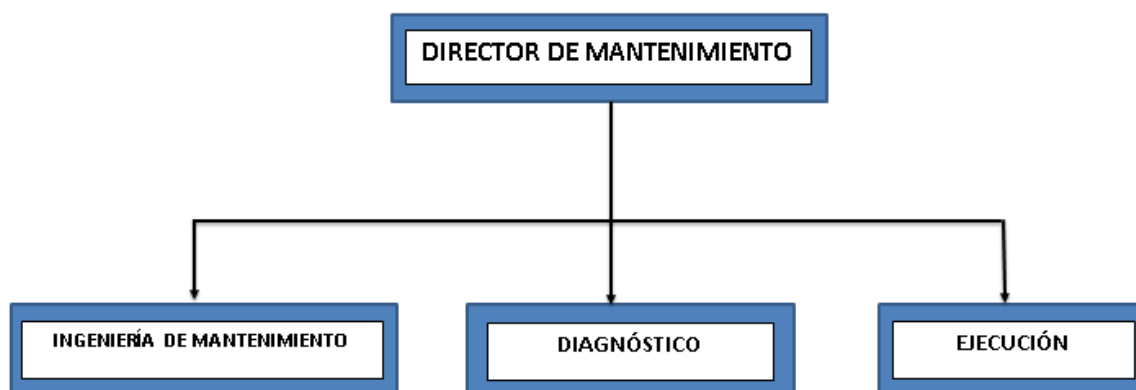 DIRECTOR DE MANTENIMIENTO
INGENIERÍA DE MANTENIMIENTO
DIAGNÓSTICO
EJECUCIÓN